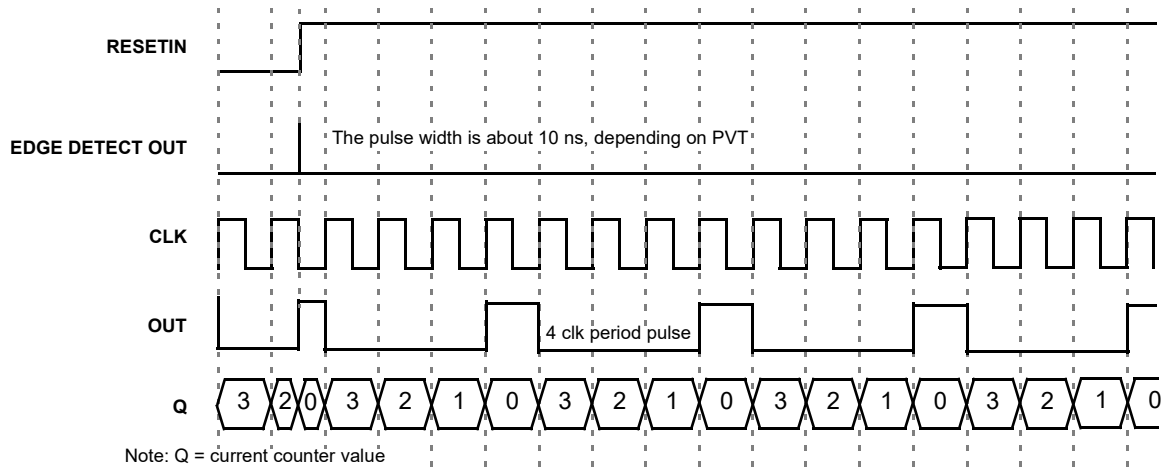 RESETIN
EDGE DETECT OUT
The pulse width is about 10 ns, depending on PVT
CLK
OUT
4 clk period pulse
Q
3 2 0 3 2 1 0 3 2 1 0 3 2 1 0 3 2 1 0
Note: Q = current counter value